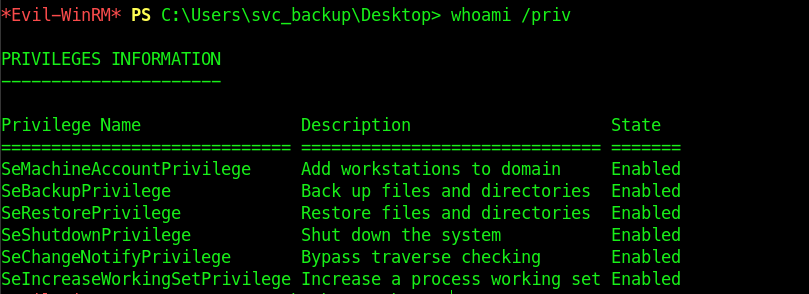 *Evil-WinRM* PS C:\Users\svc_backup\Desktop> whoami /priv
PRIVILEGES INFORMATION
----------------------
Privilege Name                Description                    State
============================= ============================== =======
SeMachineAccountPrivilege     Add workstations to domain     Enabled
SeBackupPrivilege             Back up files and directories  Enabled
SeRestorePrivilege            Restore files and directories  Enabled
SeShutdownPrivilege           Shut down the system           Enabled
SeChangeNotifyPrivilege       Bypass traverse checking       Enabled
SeIncreaseWorkingSetPrivilege Increase a process working set Enabled